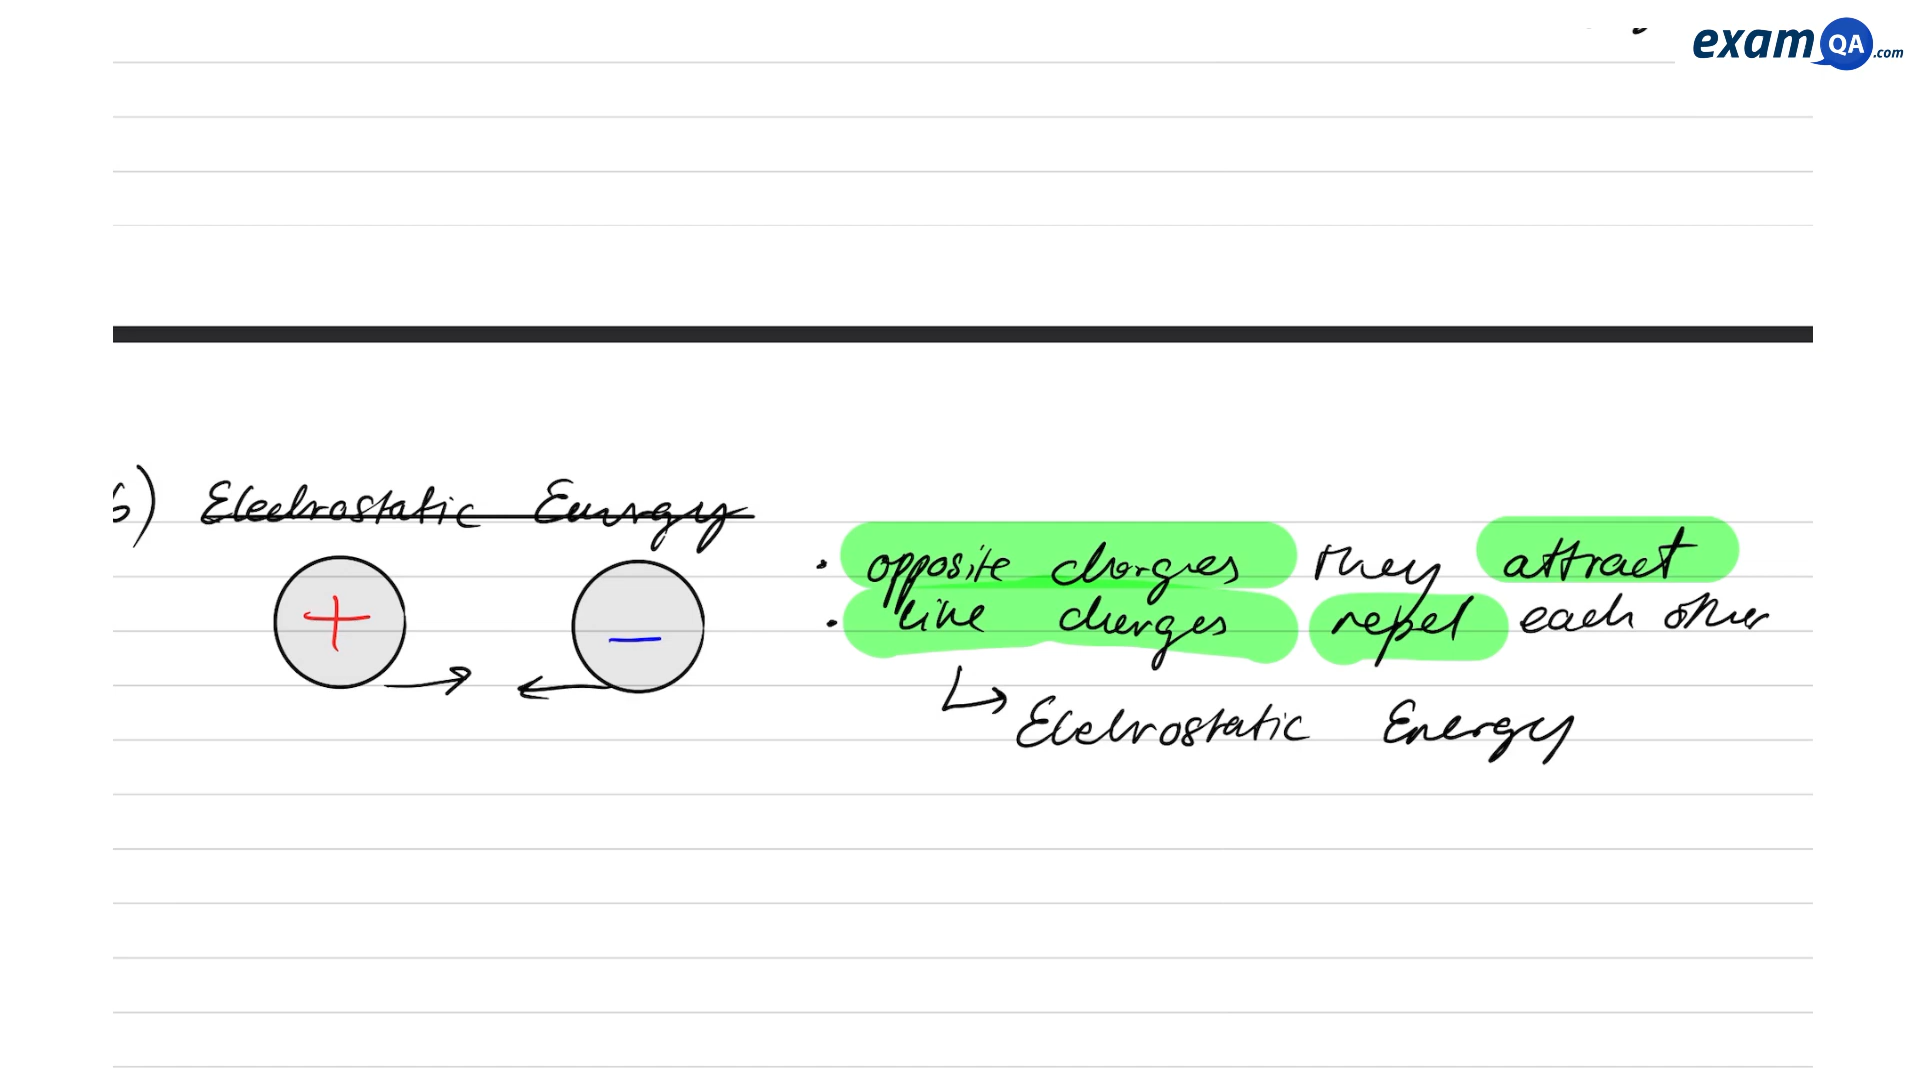 examQA.com
6) Electrostatic Energy
+ −
• opposite charges they attract
• like charges repel each other
↳ Electrostatic Energy